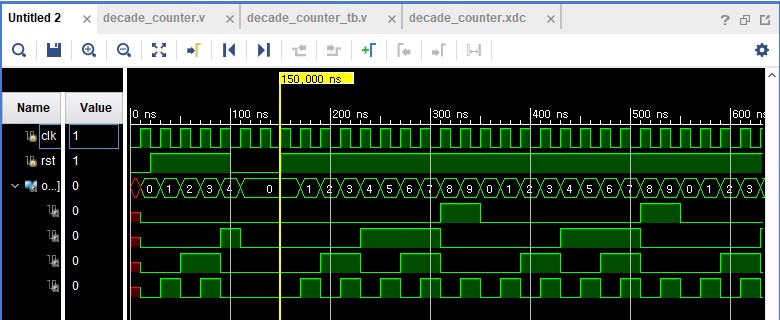 Untitled 2 × decade_counter.v × decade_counter_tb.v × decade_counter.xdc × ?
150,000 ns
Name Value 0 ns 100 ns 200 ns 300 ns 400 ns 500 ns 600 ns
clk 1
rst 1
o...] 0 0 1 2 3 4 0 1 2 3 4 5 6 7 8 9 0 1 2 3 4 5 6 7 8 9 0 1 2 3
0
0
0
0